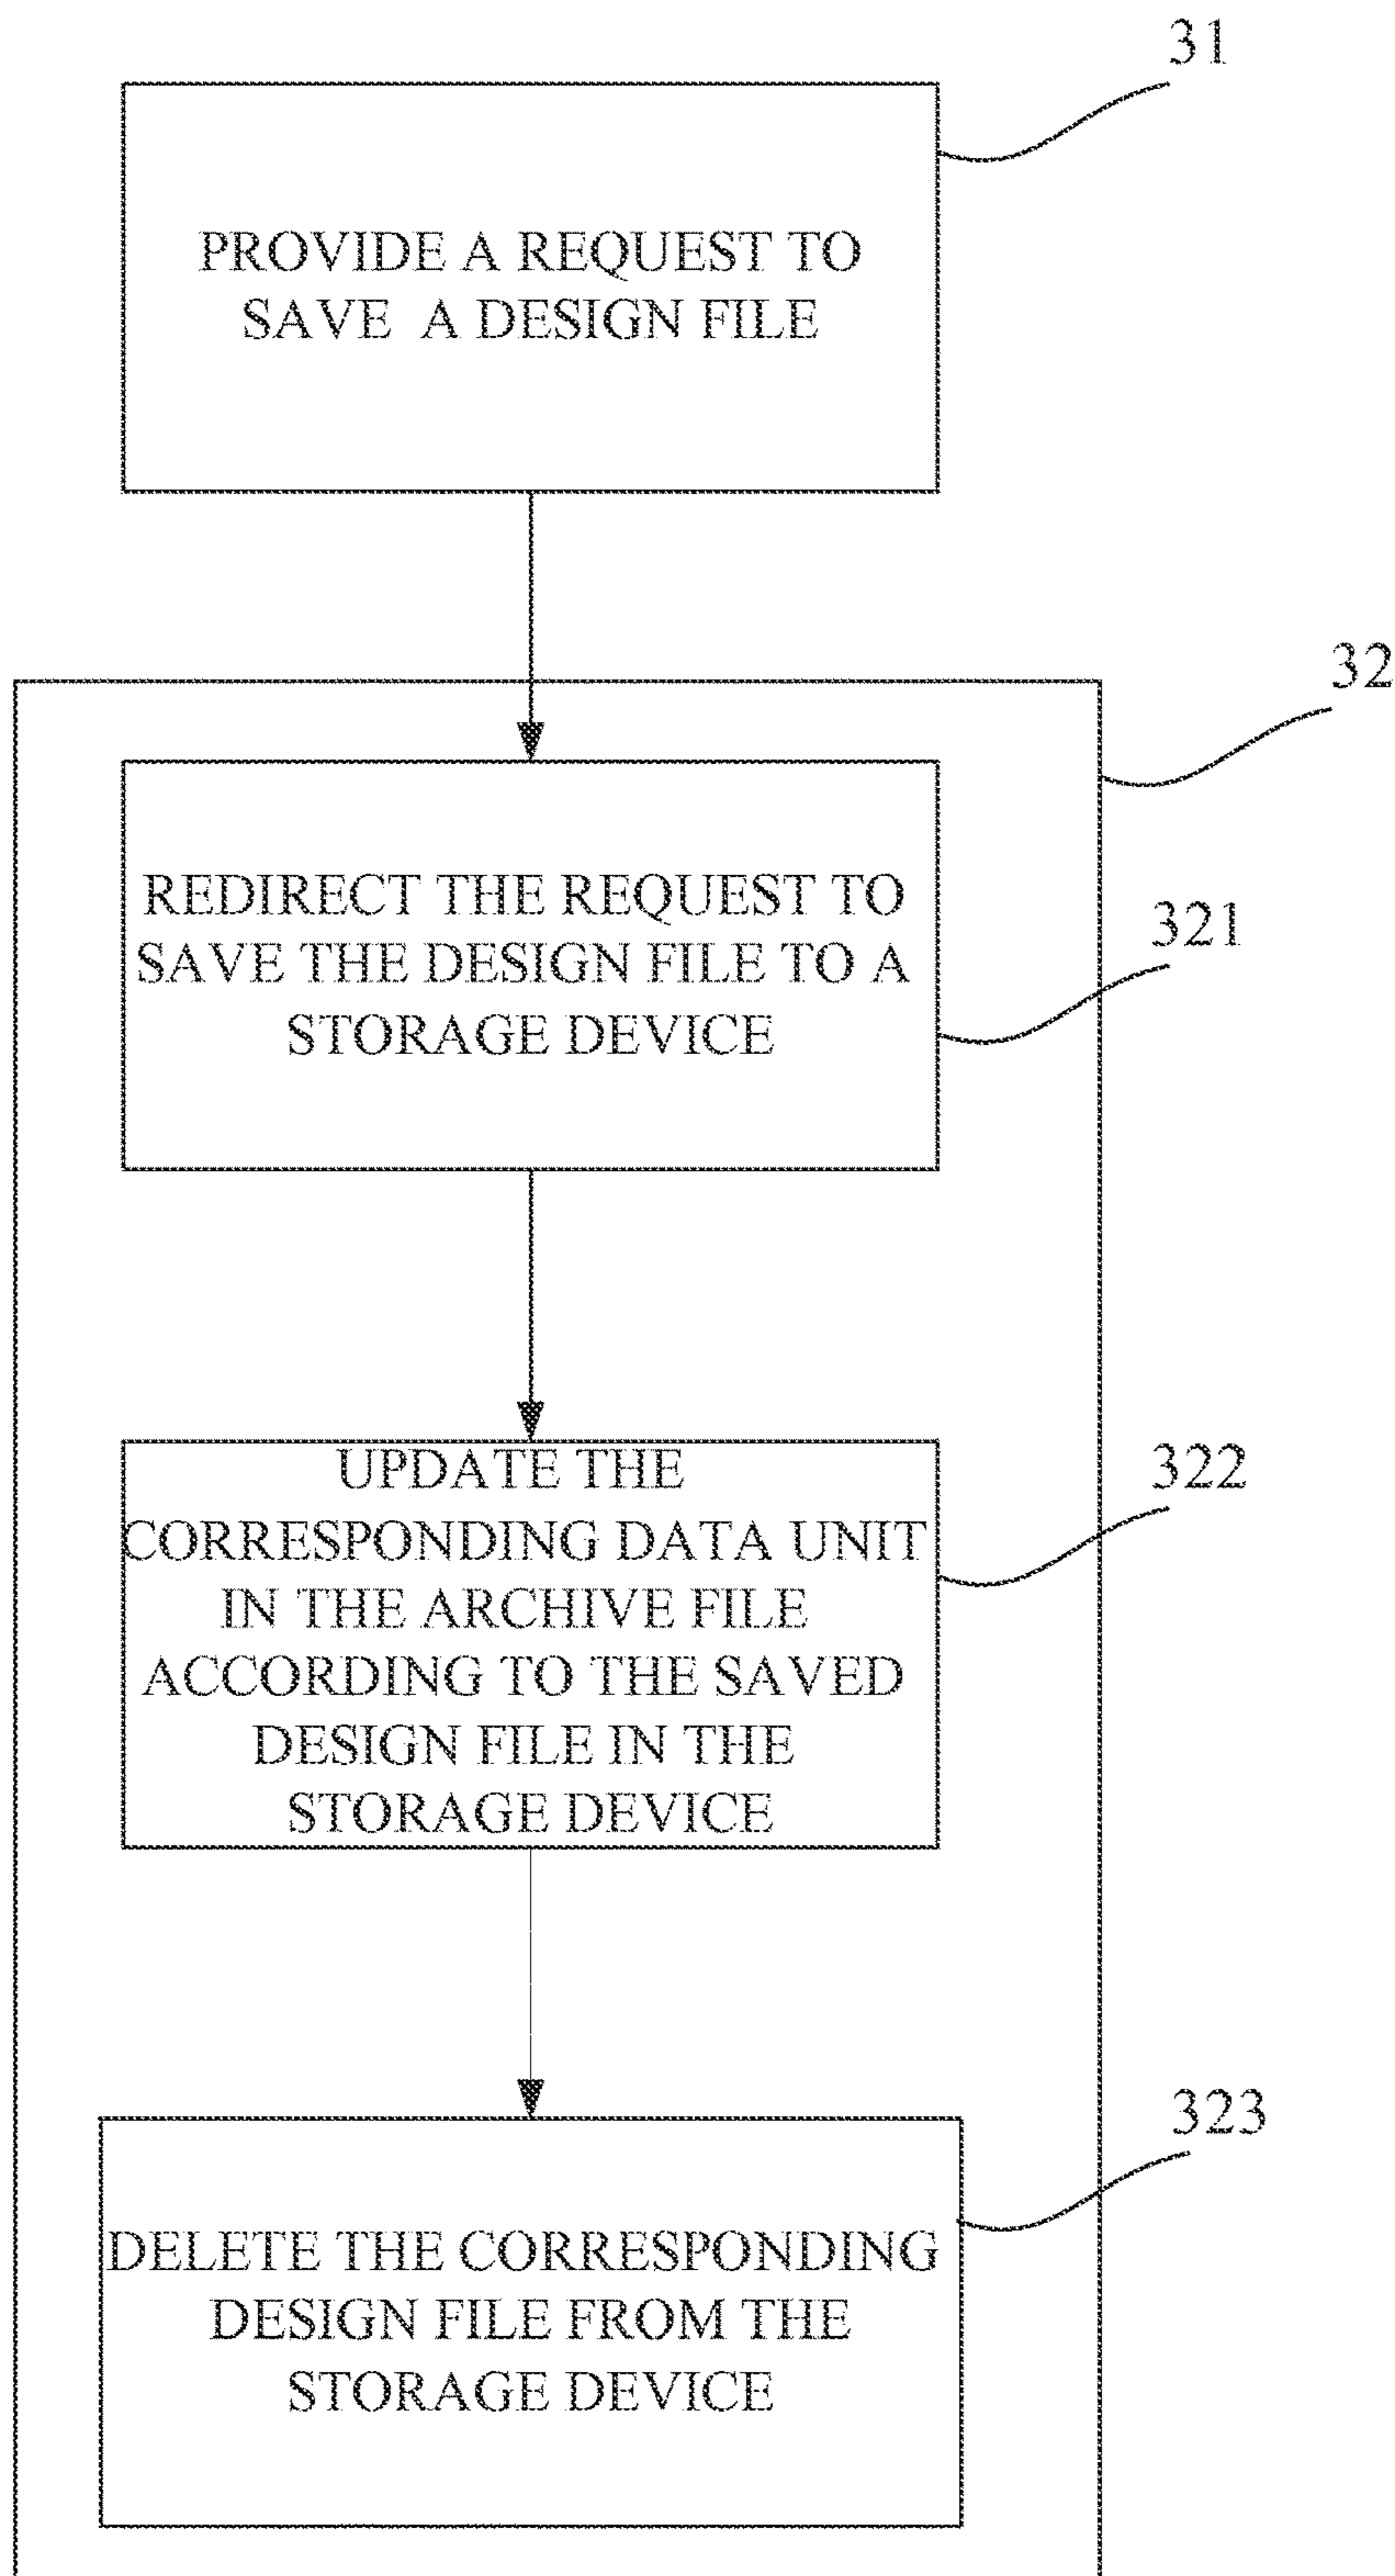 31
PROVIDE A REQUEST TO
SAVE A DESIGN FILE
32
REDIRECT THE REQUEST TO
SAVE THE DESIGN FILE TO A
STORAGE DEVICE
321
UPDATE THE
CORRESPONDING DATA UNIT
IN THE ARCHIVE FILE
ACCORDING TO THE SAVED
DESIGN FILE IN THE
STORAGE DEVICE
322
DELETE THE CORRESPONDING
DESIGN FILE FROM THE
STORAGE DEVICE
323